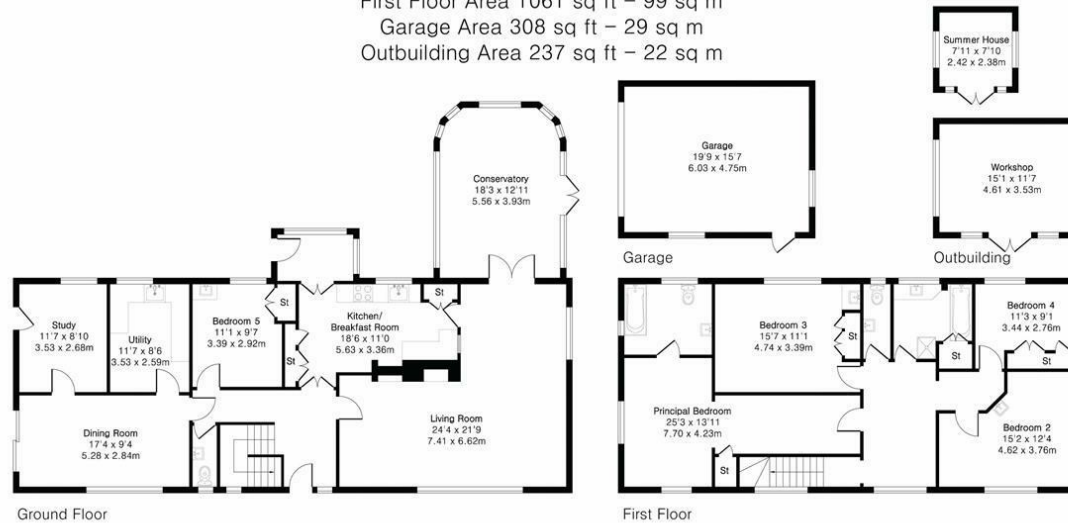 First Floor Area 1061 sq ft – 99 sq m
Garage Area 308 sq ft – 29 sq m
Outbuilding Area 237 sq ft – 22 sq m
Summer House
7'11 x 7'10
2.42 x 2.38m
Garage
19'9 x 15'7
6.03 x 4.75m
Workshop
15'1 x 11'7
4.61 x 3.53m
Conservatory
18'3 x 12'11
5.56 x 3.93m
Garage
Outbuilding
St
St
Kitchen/
Breakfast Room
18'6 x 11'0
5.63 x 3.36m
St
Study
11'7 x 8'10
3.53 x 2.68m
Utility
11'7 x 8'6
3.53 x 2.59m
Bedroom 5
11'1 x 9'7
3.39 x 2.92m
Dining Room
17'4 x 9'4
5.28 x 2.84m
Living Room
24'4 x 21'9
7.41 x 6.62m
Ground Floor
Bedroom 3
15'7 x 11'1
4.74 x 3.39m
St
St
Bedroom 4
11'3 x 9'1
3.44 x 2.76m
St
Principal Bedroom
25'3 x 13'11
7.70 x 4.23m
St
Bedroom 2
15'2 x 12'4
4.62 x 3.76m
First Floor